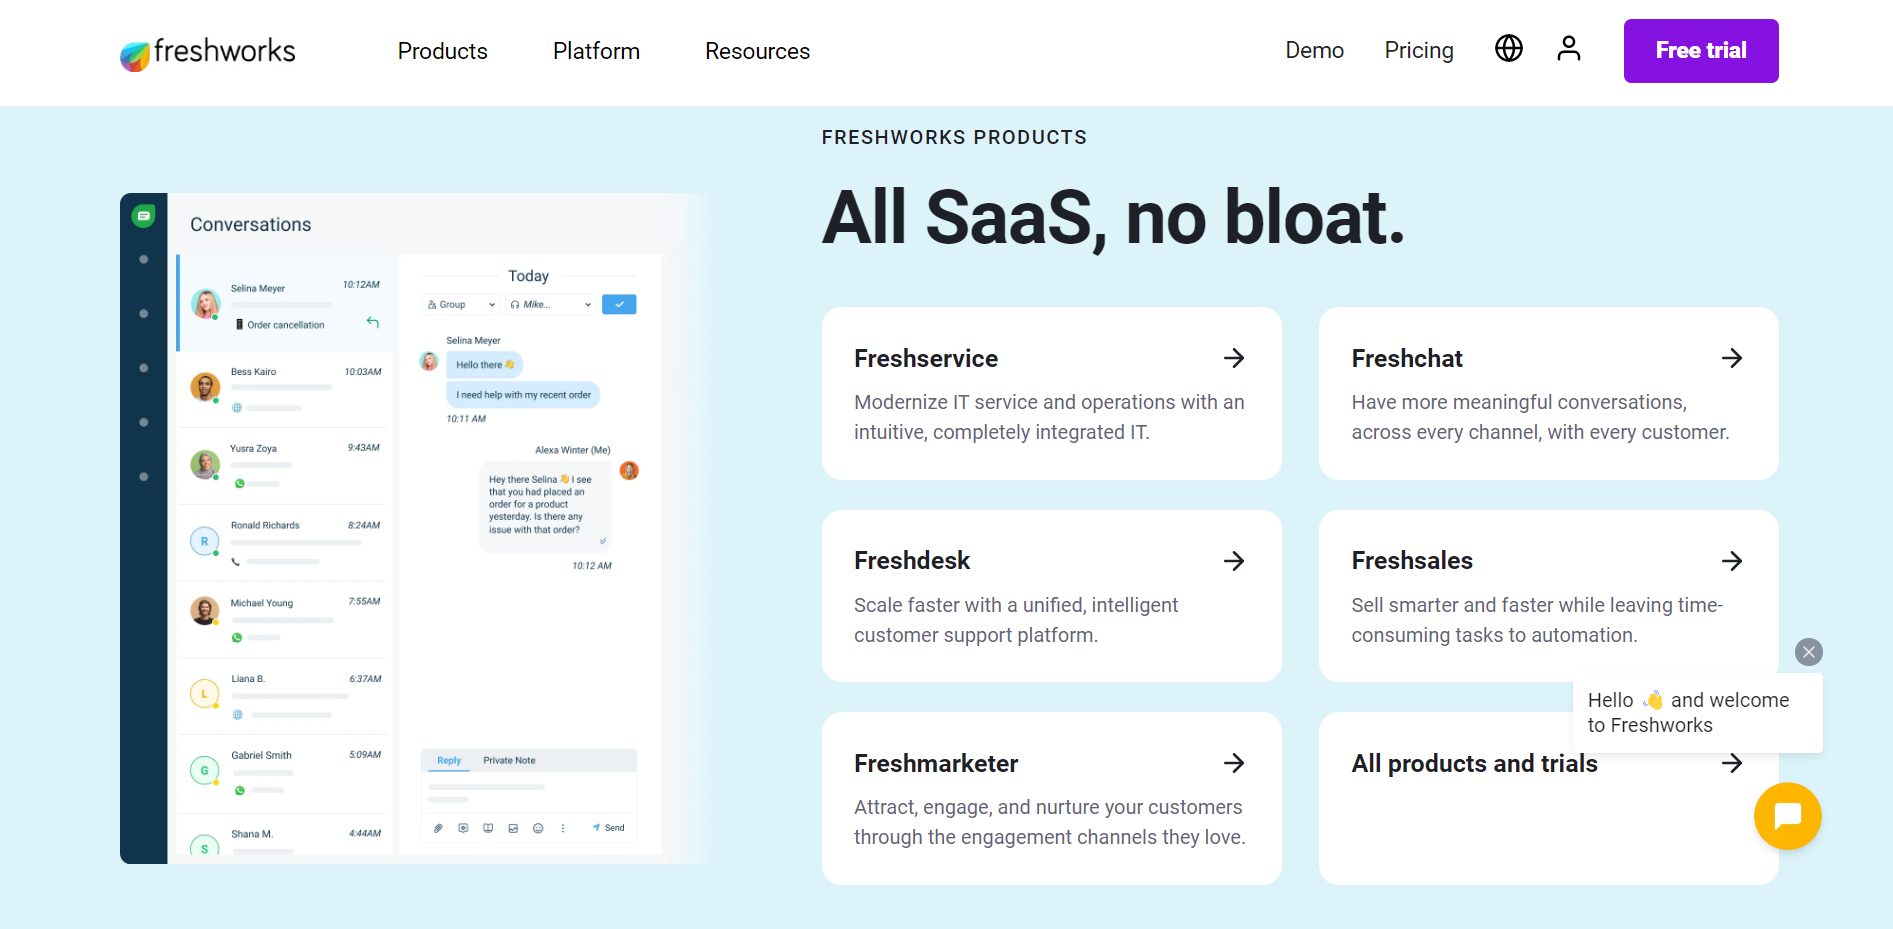 freshworks
Products
Platform
Resources
Demo
Pricing
Free trial
FRESHWORKS PRODUCTS
All SaaS, no bloat.
Conversations
Selina Meyer
10:12AM
Order cancellation
Bess Kairo
10:03AM
Yusra Zoya
9:43AM
R
Ronald Richards
8:24AM
Michael Young
7:55AM
L
Liana B.
6:37AM
G
Gabriel Smith
5:09AM
S
Shana M.
4:44AM
Today
Group
Mike...
Selina Meyer
Hello there 👋
I need help with my recent order
10:11 AM
Alexa Winter (Me)
Hey there Selina 👋 I see
that you had placed an
order for a product
yesterday. Is there any
issue with that order?
10:12 AM
Reply
Private Note
Send
Freshservice
Modernize IT service and operations with an
intuitive, completely integrated IT.
Freshchat
Have more meaningful conversations,
across every channel, with every customer.
Freshdesk
Scale faster with a unified, intelligent
customer support platform.
Freshsales
Sell smarter and faster while leaving time-
consuming tasks to automation.
Freshmarketer
Attract, engage, and nurture your customers
through the engagement channels they love.
All products and trials
Hello 👋 and welcome
to Freshworks